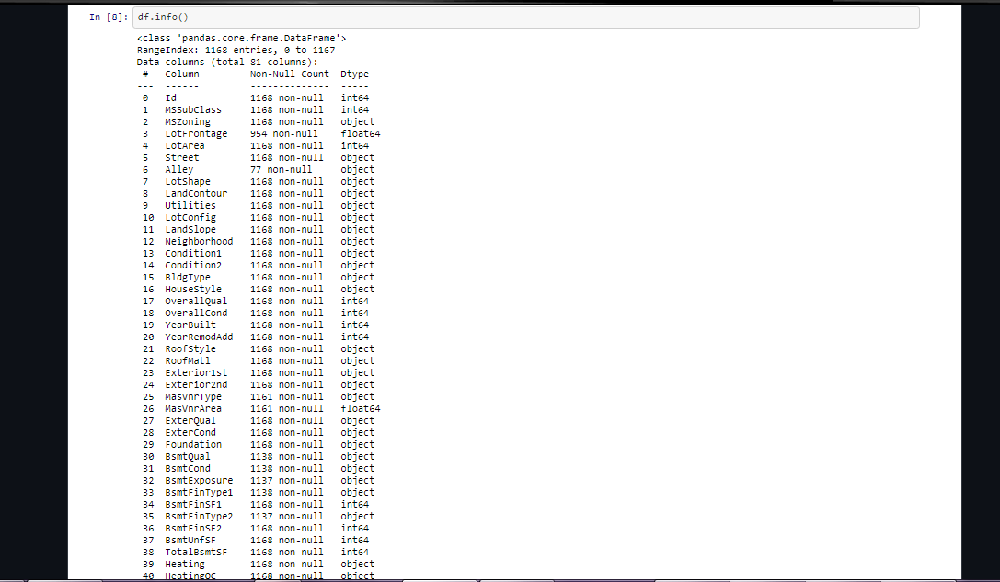 In [8]: df.info()
<class 'pandas.core.frame.DataFrame'>
RangeIndex: 1168 entries, 0 to 1167
Data columns (total 81 columns):
# Column Non-Null Count Dtype
--- ------ -------------- -----
0 Id 1168 non-null int64
1 MSSubClass 1168 non-null int64
2 MSZoning 1168 non-null object
3 LotFrontage 954 non-null float64
4 LotArea 1168 non-null int64
5 Street 1168 non-null object
6 Alley 77 non-null object
7 LotShape 1168 non-null object
8 LandContour 1168 non-null object
9 Utilities 1168 non-null object
10 LotConfig 1168 non-null object
11 LandSlope 1168 non-null object
12 Neighborhood 1168 non-null object
13 Condition1 1168 non-null object
14 Condition2 1168 non-null object
15 BldgType 1168 non-null object
16 HouseStyle 1168 non-null object
17 OverallQual 1168 non-null int64
18 OverallCond 1168 non-null int64
19 YearBuilt 1168 non-null int64
20 YearRemodAdd 1168 non-null int64
21 RoofStyle 1168 non-null object
22 RoofMatl 1168 non-null object
23 Exterior1st 1168 non-null object
24 Exterior2nd 1168 non-null object
25 MasVnrType 1161 non-null object
26 MasVnrArea 1161 non-null float64
27 ExterQual 1168 non-null object
28 ExterCond 1168 non-null object
29 Foundation 1168 non-null object
30 BsmtQual 1138 non-null object
31 BsmtCond 1138 non-null object
32 BsmtExposure 1137 non-null object
33 BsmtFinType1 1138 non-null object
34 BsmtFinSF1 1168 non-null int64
35 BsmtFinType2 1137 non-null object
36 BsmtFinSF2 1168 non-null int64
37 BsmtUnfSF 1168 non-null int64
38 TotalBsmtSF 1168 non-null int64
39 Heating 1168 non-null object
40 HeatingQC 1168 non-null object